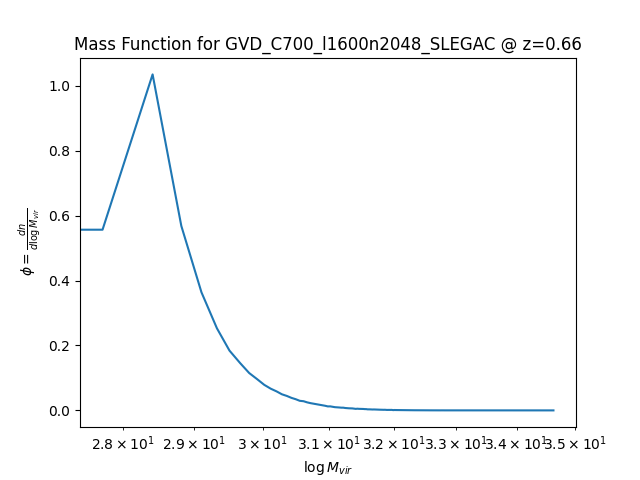 Mass Function for GVD_C700_l1600n2048_SLEGAC @ z=0.66
1.0
0.8
0.6
0.4
0.2
0.0
ϕ = dn / dlog M_vir
2.8 × 10¹ 2.9 × 10¹ 3 × 10¹ 3.1 × 10¹ 3.2 × 10¹ 3.3 × 10¹ 3.4 × 10¹ 3.5 × 10¹
log M_vir